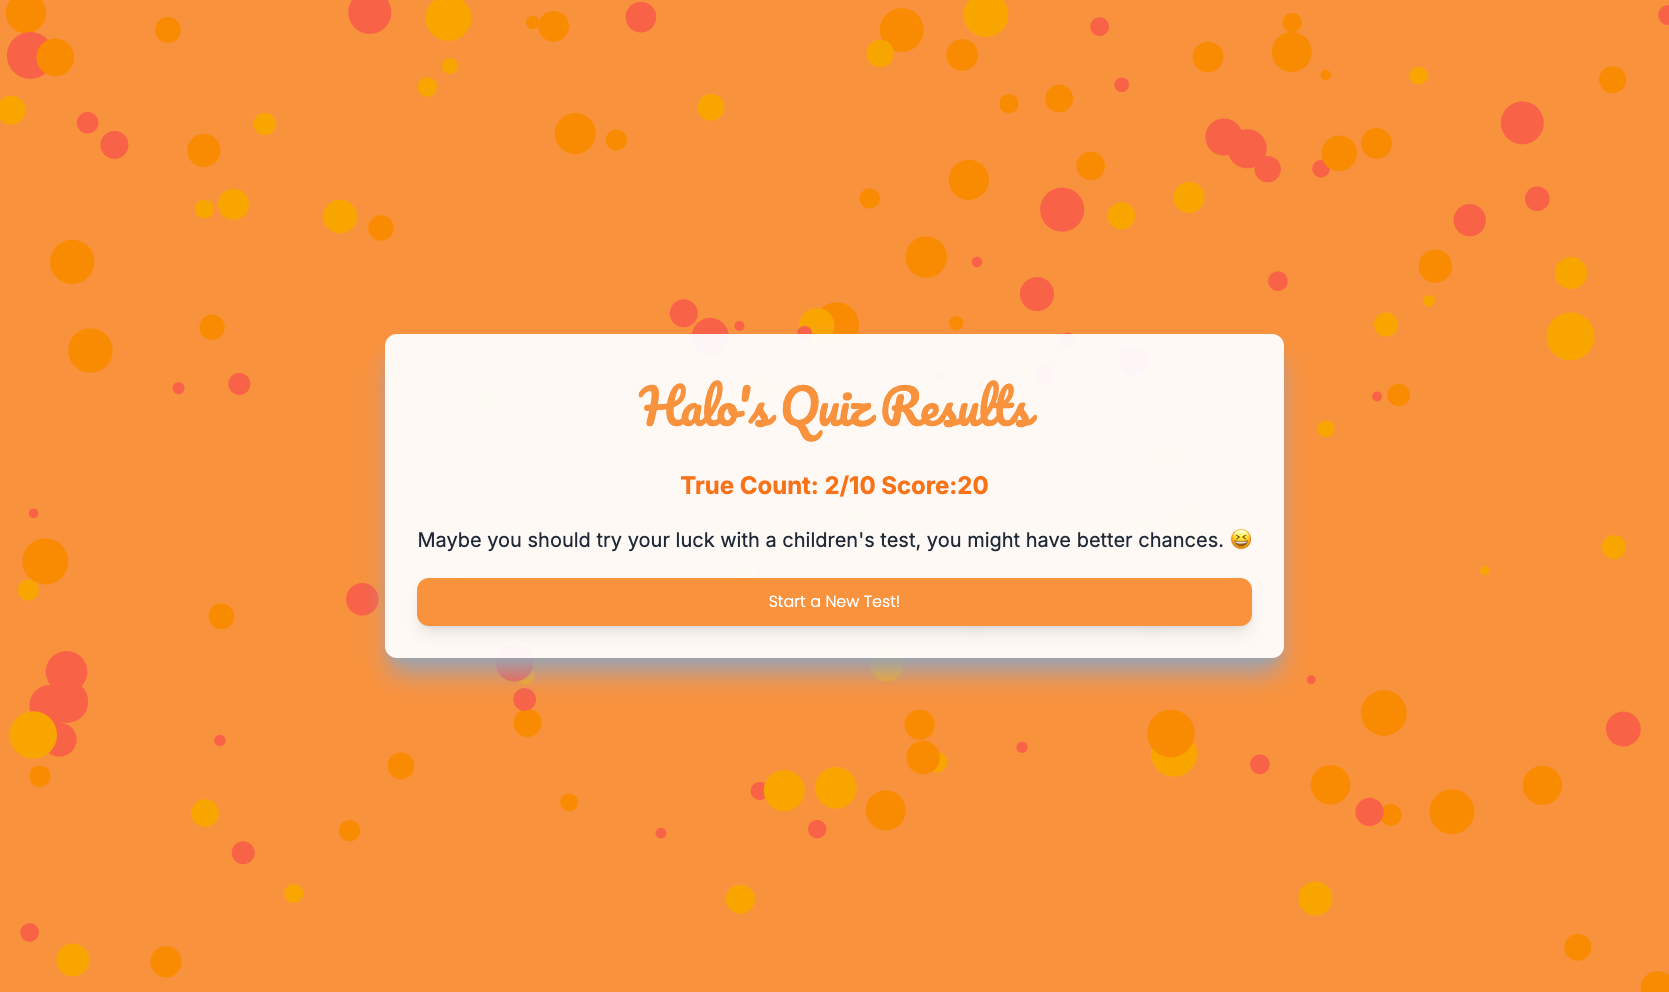 Halo's Quiz Results
True Count: 2/10 Score:20
Maybe you should try your luck with a children's test, you might have better chances. 😆
Start a New Test!